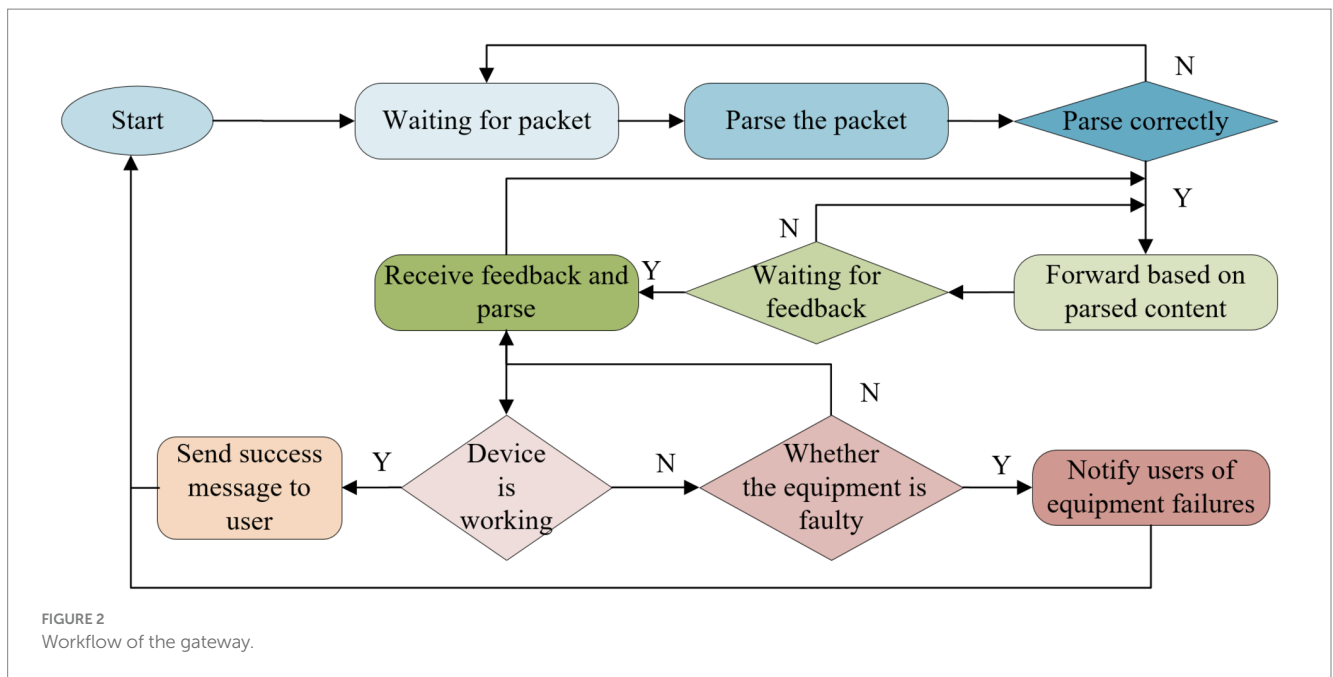 N
Start
Waiting for packet
Parse the packet
Parse correctly
Y
N
Receive feedback and
parse
Y
Waiting for
feedback
Forward based on
parsed content
N
Send success
message to
user
Y
Device
is
working
N
Whether
the equipment is
faulty
Y
Notify users of
equipment failures
FIGURE 2
Workflow of the gateway.